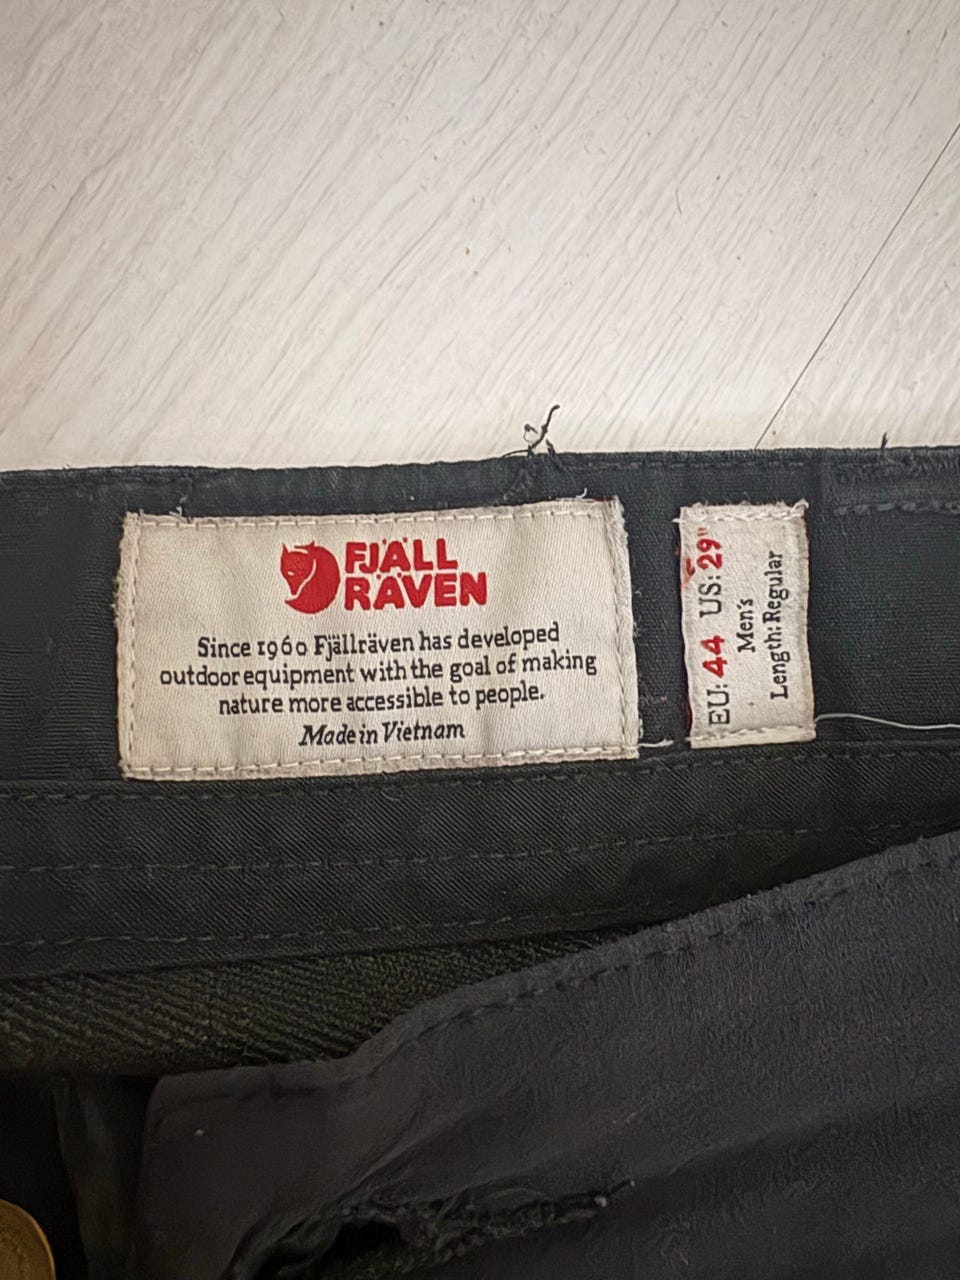 FJÄLL
RÄVEN
Since 1960 Fjällräven has developed
outdoor equipment with the goal of making
nature more accessible to people.
Made in Vietnam
EU: 44 US: 29"
Men's
Length: Regular